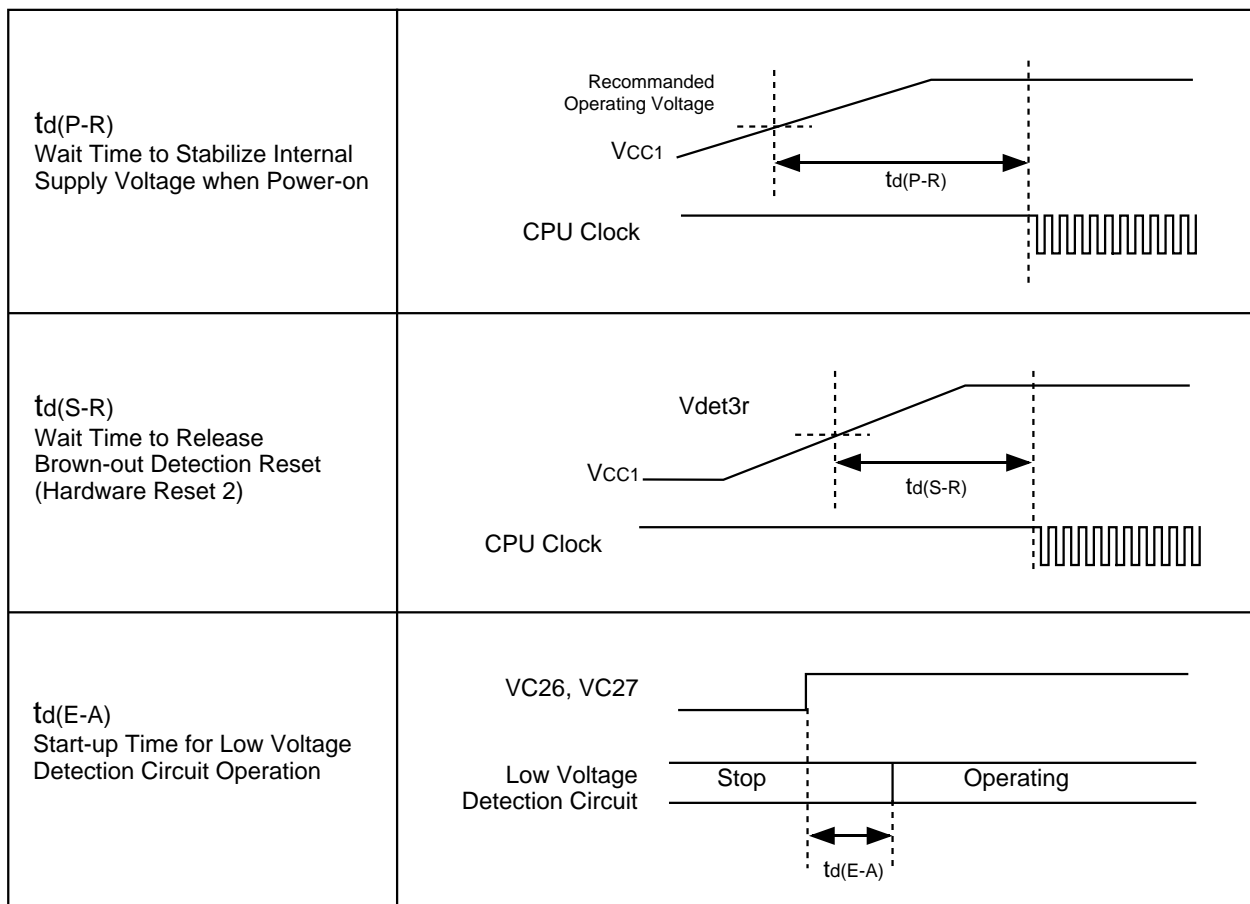 td(P-R)
Wait Time to Stabilize Internal
Supply Voltage when Power-on
Recommanded
Operating Voltage
VCC1
td(P-R)
CPU Clock
td(S-R)
Wait Time to Release
Brown-out Detection Reset
(Hardware Reset 2)
Vdet3r
VCC1
td(S-R)
CPU Clock
td(E-A)
Start-up Time for Low Voltage
Detection Circuit Operation
VC26, VC27
Low Voltage
Detection Circuit
Stop
Operating
td(E-A)